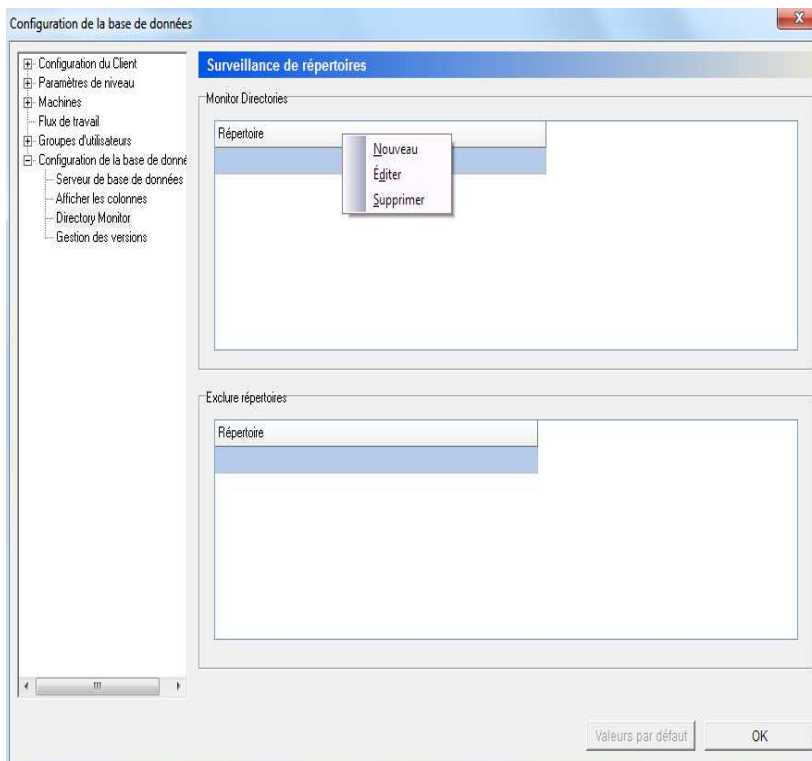 Configuration de la base de données
Configuration du Client
Paramètres de niveau
Machines
Flux de travail
Groupes d'utilisateurs
Configuration de la base de donné
Serveur de base de données
Afficher les colonnes
Directory Monitor
Gestion des versions
Surveillance de répertoires
Monitor Directories
Répertoire
Nouveau
Éditer
Supprimer
Exclure répertoires
Répertoire
Valeurs par défaut
OK